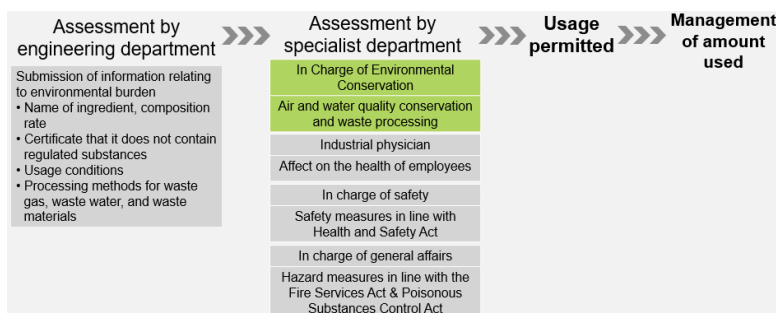 Assessment by
engineering department
Submission of information relating
to environmental burden
• Name of ingredient, composition
rate
• Certificate that it does not contain
regulated substances
• Usage conditions
• Processing methods for waste
gas, waste water, and waste
materials
Assessment by
specialist department
In Charge of Environmental
Conservation
Air and water quality conservation
and waste processing
Industrial physician
Affect on the health of employees
In charge of safety
Safety measures in line with
Health and Safety Act
In charge of general affairs
Hazard measures in line with the
Fire Services Act & Poisonous
Substances Control Act
Usage
permitted
Management
of amount
used